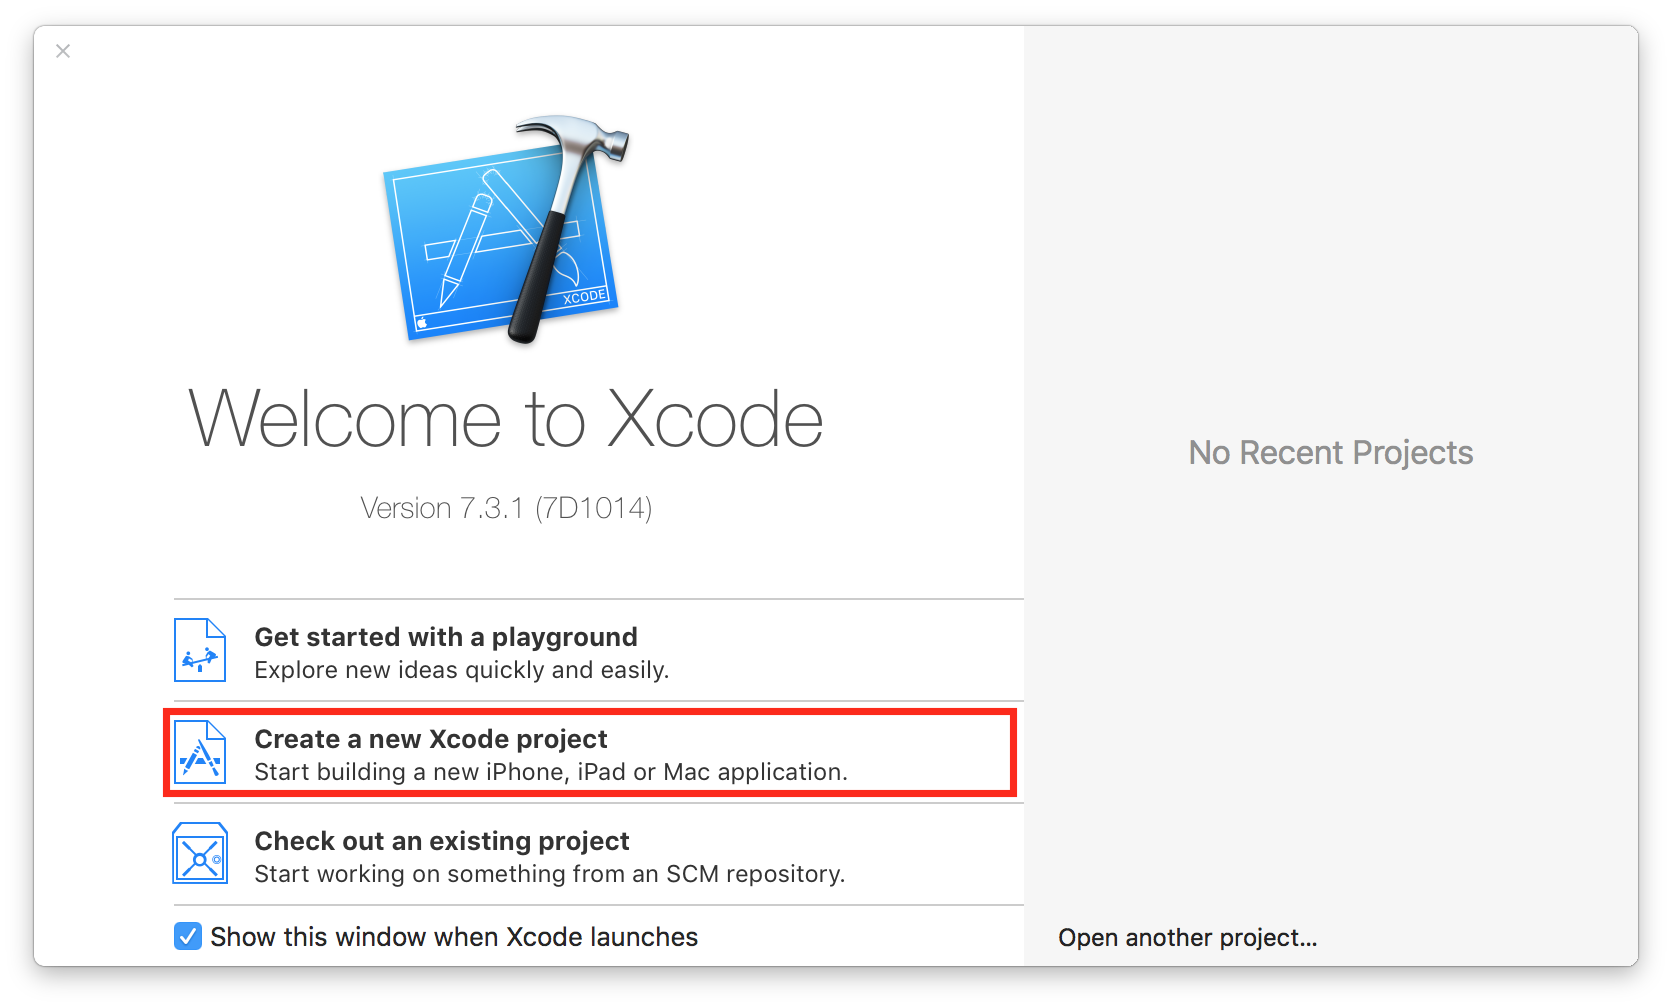 XCODE
Welcome to Xcode
Version 7.3.1 (7D1014)
Get started with a playground
Explore new ideas quickly and easily.
Create a new Xcode project
Start building a new iPhone, iPad or Mac application.
Check out an existing project
Start working on something from an SCM repository.
Show this window when Xcode launches
No Recent Projects
Open another project...